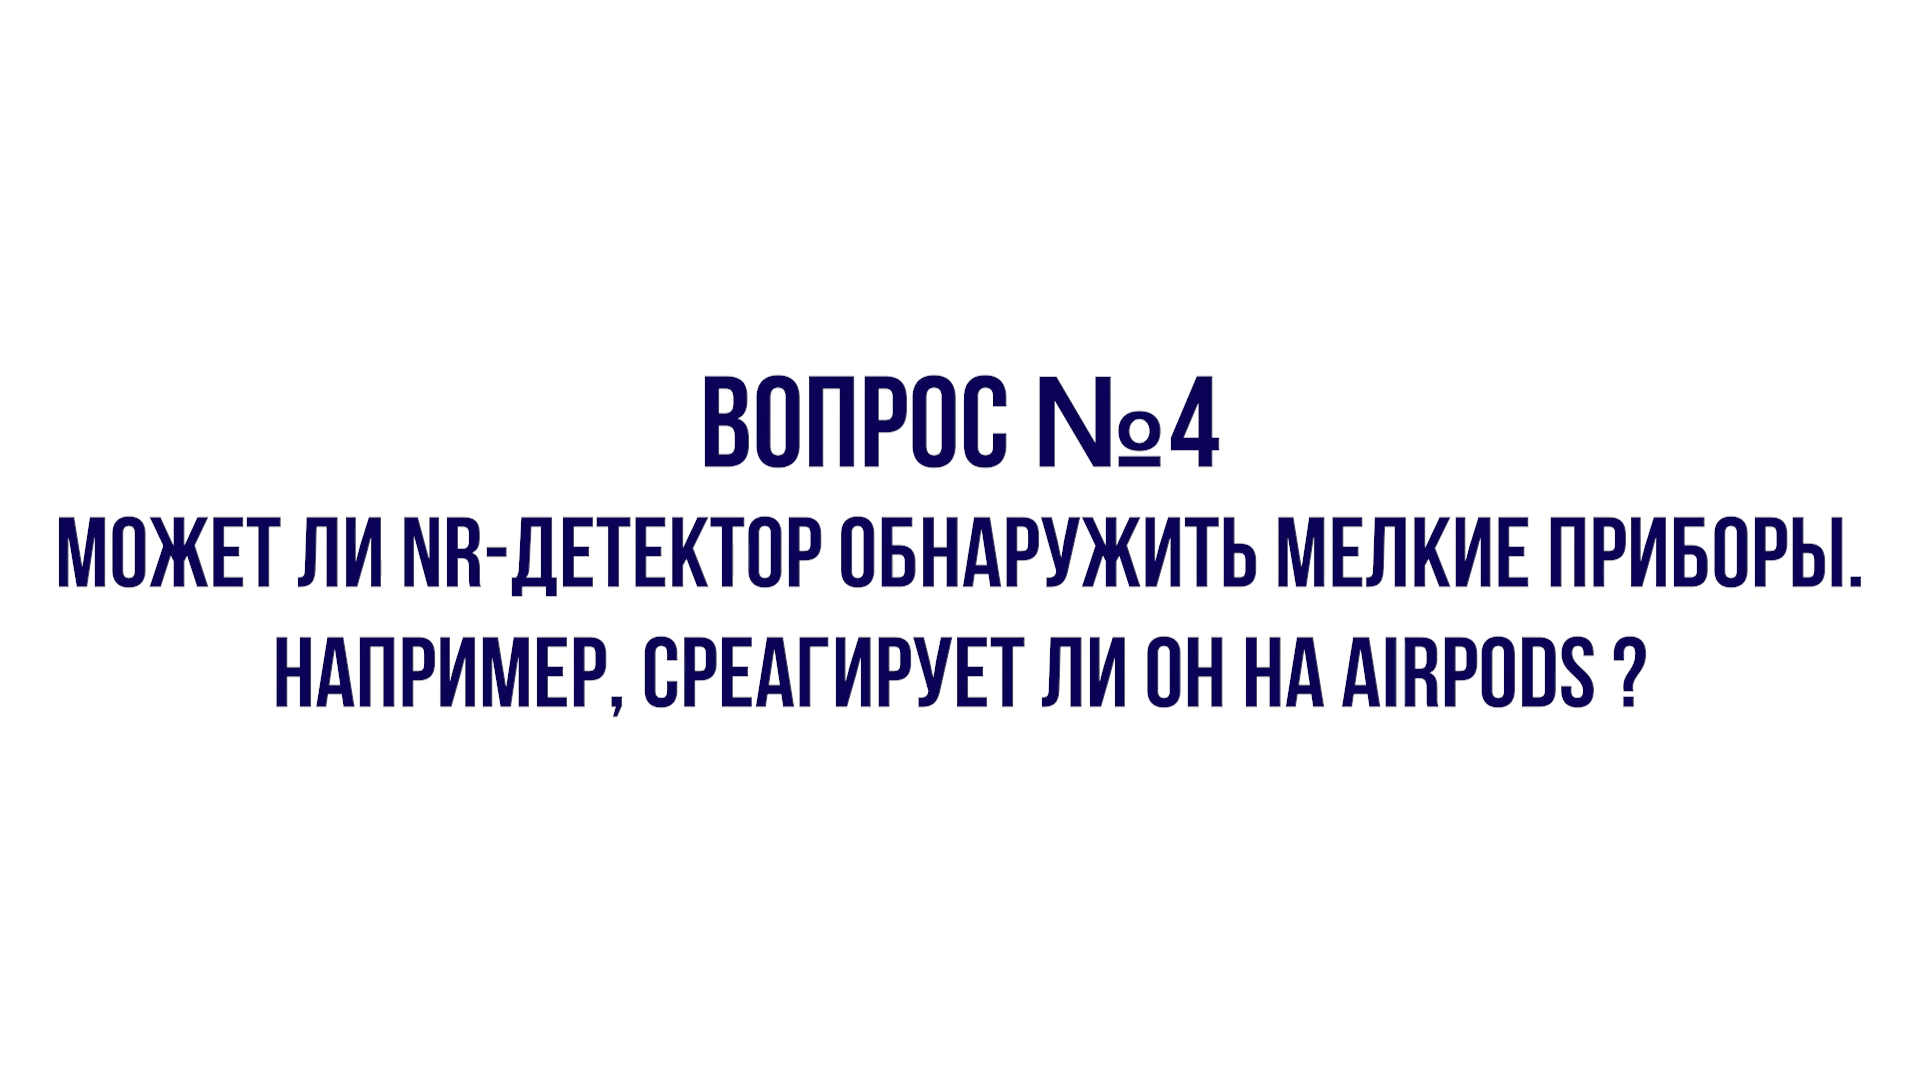 ВОПРОС №4
МОЖЕТ ЛИ NR-ДЕТЕКТОР ОБНАРУЖИТЬ МЕЛКИЕ ПРИБОРЫ.
НАПРИМЕР, СРЕАГИРУЕТ ЛИ ОН НА AIRPODS ?